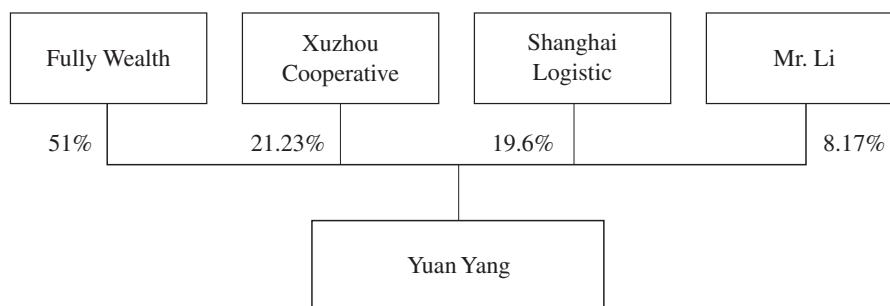 Fully Wealth
Xuzhou
Cooperative
Shanghai
Logistic
Mr. Li
51%
21.23%
19.6%
8.17%
Yuan Yang